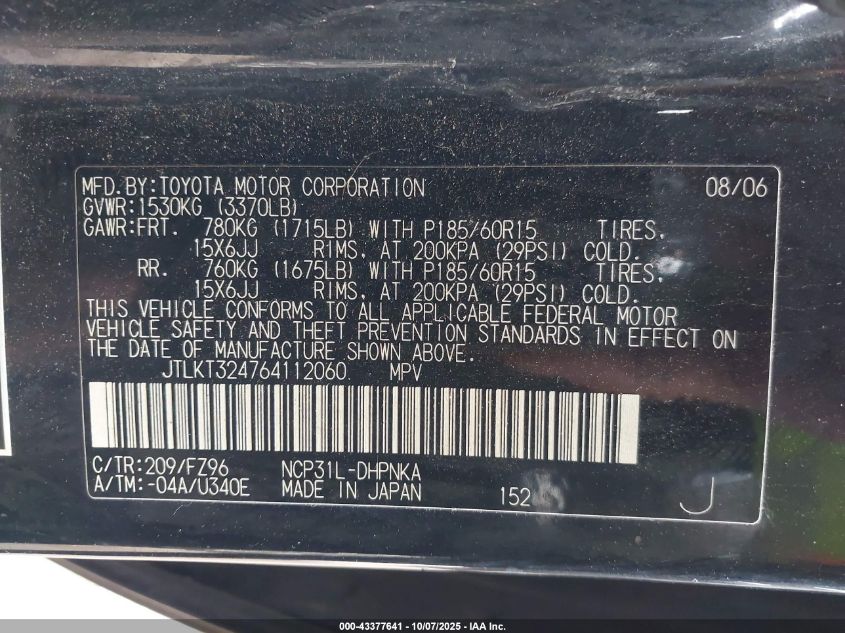 MFD.BY:TOYOTA MOTOR CORPORATION 08/06
GVWR:1530KG (3370LB)
GAWR:FRT. 780KG (1715LB) WITH P185/60R15 TIRES,
15X6JJ RIMS, AT 200KPA (29PSI) COLD.
RR. 760KG (1675LB) WITH P185/60R15 TIRES,
15X6JJ RIMS, AT 200KPA (29PSI) COLD.
THIS VEHICLE CONFORMS TO ALL APPLICABLE FEDERAL MOTOR
VEHICLE SAFETY AND THEFT PREVENTION STANDARDS IN EFFECT ON
THE DATE OF MANUFACTURE SHOWN ABOVE.
JTLKT324764112060 MPV
C/TR:209/FZ96 NCP31L-DHPNKA
A/TM:-04A/U340E MADE IN JAPAN 152 J
000-43377641 - 10/07/2025 - IAA Inc.